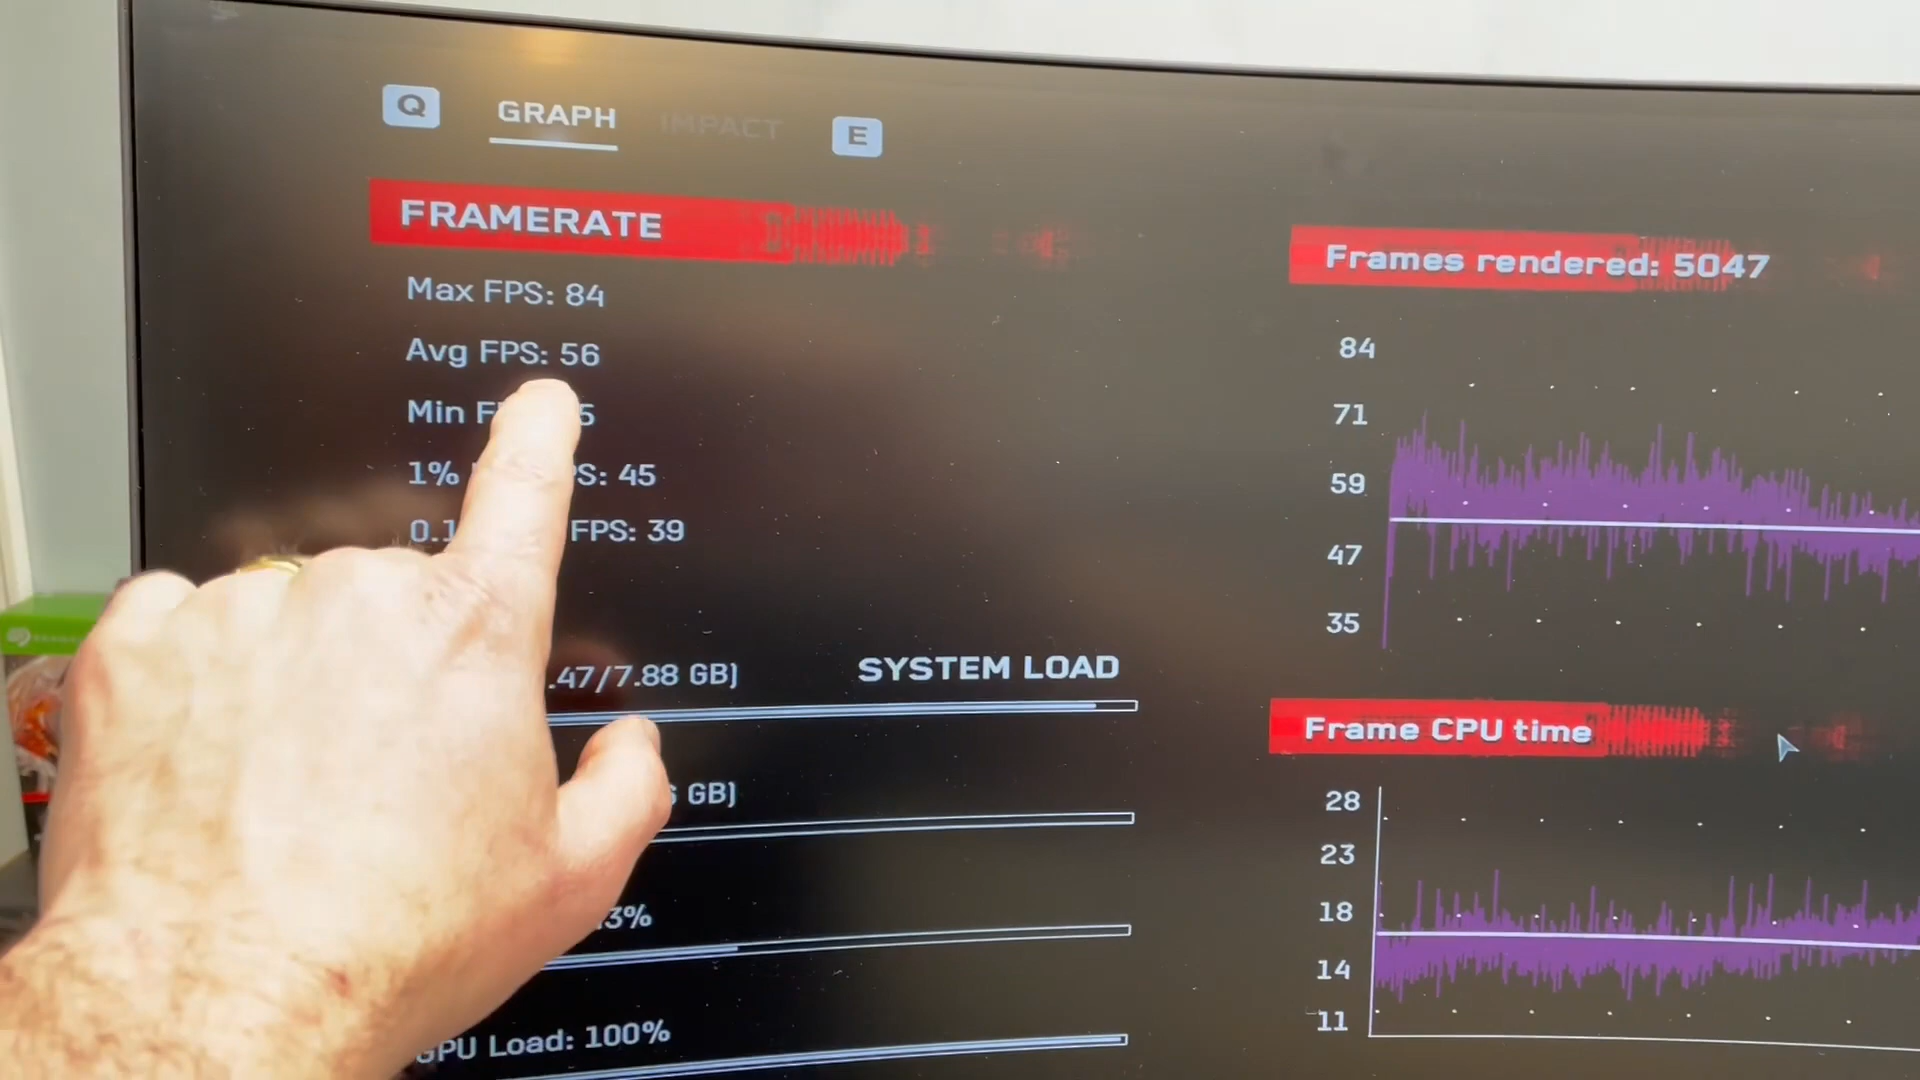 Q GRAPH IMPACT E
FRAMERATE
Max FPS: 84
Avg FPS: 56
Min
1% 45
FPS: 39
.47/7.88 GB)
SYSTEM LOAD
GB)
GPU Load: 100%
Frames rendered: 5047
84
71
59
47
35
Frame CPU time
28
23
18
14
11